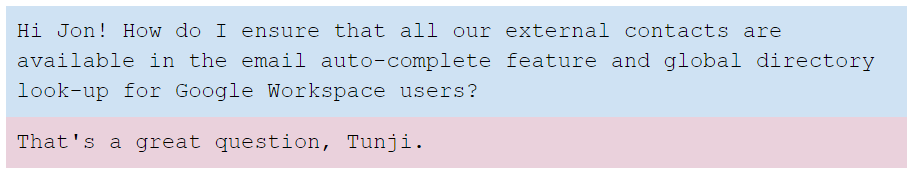 Hi Jon! How do I ensure that all our external contacts are
available in the email auto-complete feature and global directory
look-up for Google Workspace users?
That's a great question, Tunji.